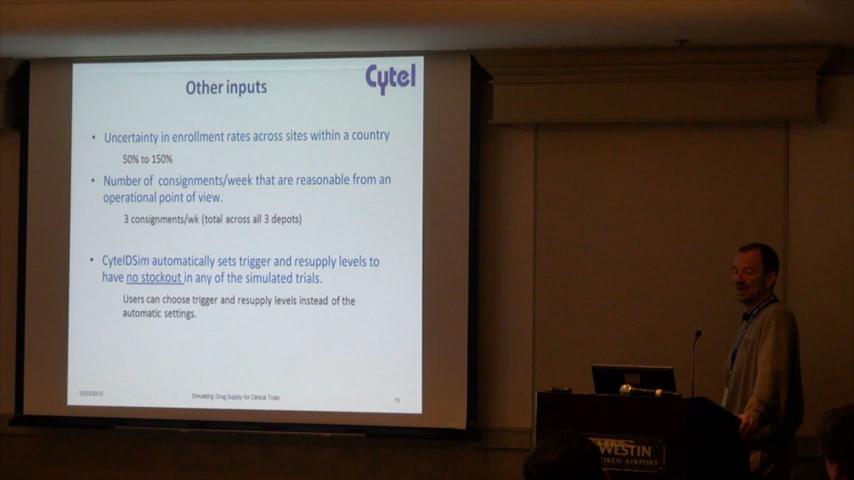 Cytel
Other inputs
• Uncertainty in enrollment rates across sites within a country
50% to 150%
• Number of consignments/week that are reasonable from an
operational point of view.
3 consignments/wk (total across all 3 depots)
• CytelDSim automatically sets trigger and resupply levels to
have no stockout in any of the simulated trials.
Users can choose trigger and resupply levels instead of the
automatic settings.
Simulating Drug Supply for Clinical Trials
11
WESTIN
CISCO AIRPORT